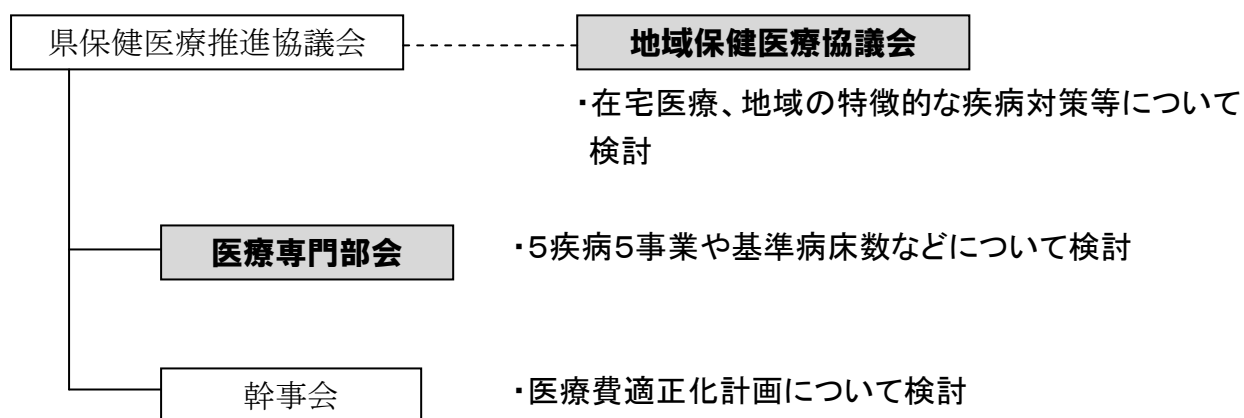 県保健医療推進協議会
地域保健医療協議会
・在宅医療、地域の特徴的な疾病対策等について
検討
医療専門部会
・5疾病5事業や基準病床数などについて検討
幹事会
・医療費適正化計画について検討